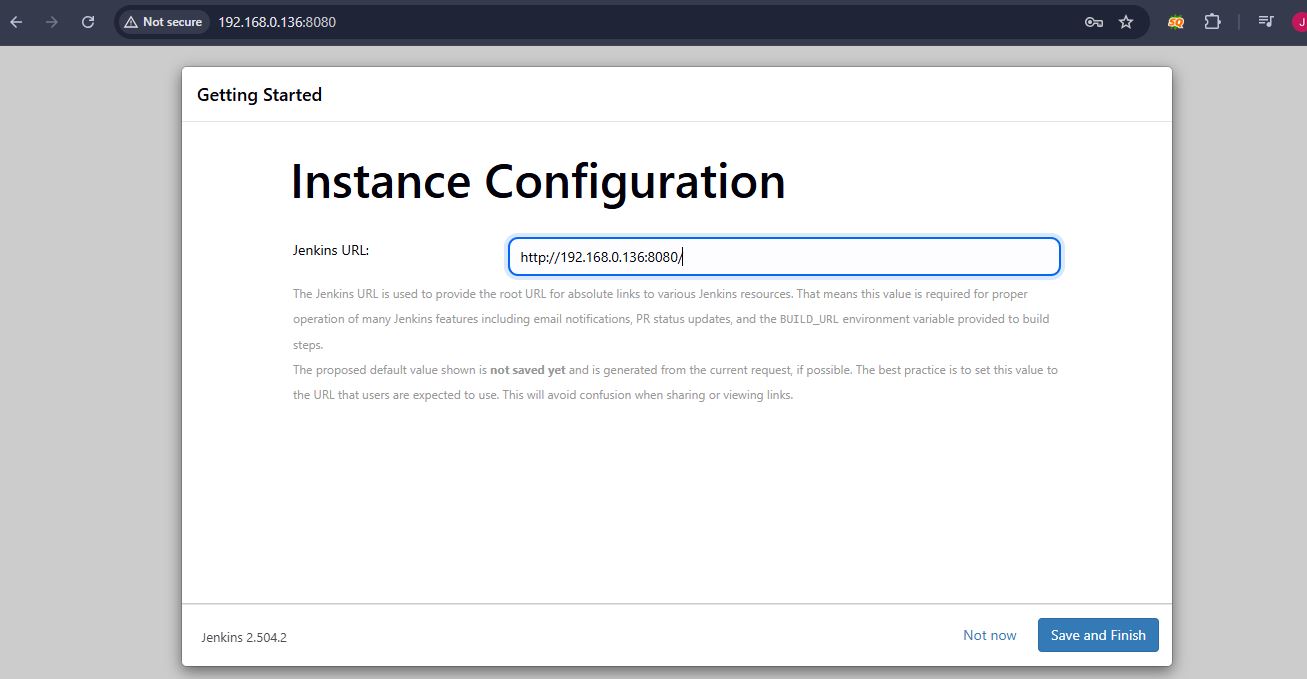 Not secure
192.168.0.136:8080
SQ
J
Getting Started
Instance Configuration
Jenkins URL:
http://192.168.0.136:8080/
The Jenkins URL is used to provide the root URL for absolute links to various Jenkins resources. That means this value is required for proper
operation of many Jenkins features including email notifications, PR status updates, and the BUILD_URL environment variable provided to build
steps.
The proposed default value shown is not saved yet and is generated from the current request, if possible. The best practice is to set this value to
the URL that users are expected to use. This will avoid confusion when sharing or viewing links.
Jenkins 2.504.2
Not now
Save and Finish